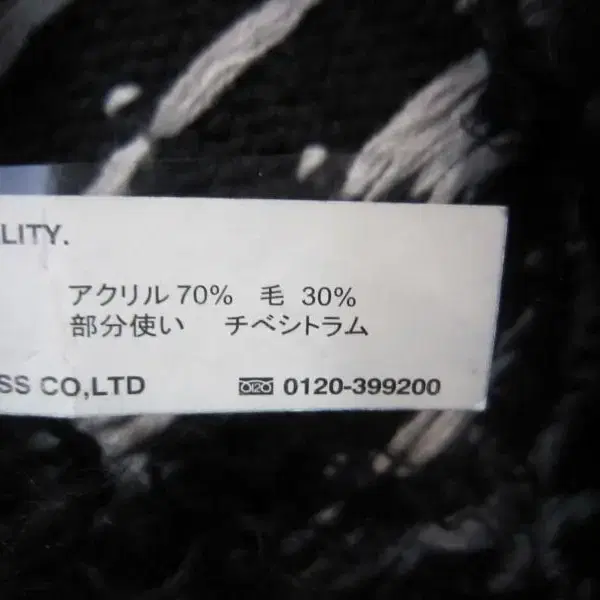 LITY.
アクリル 70% 毛 30%
部分使い チベシトラム
SS CO,LTD 0120-399200